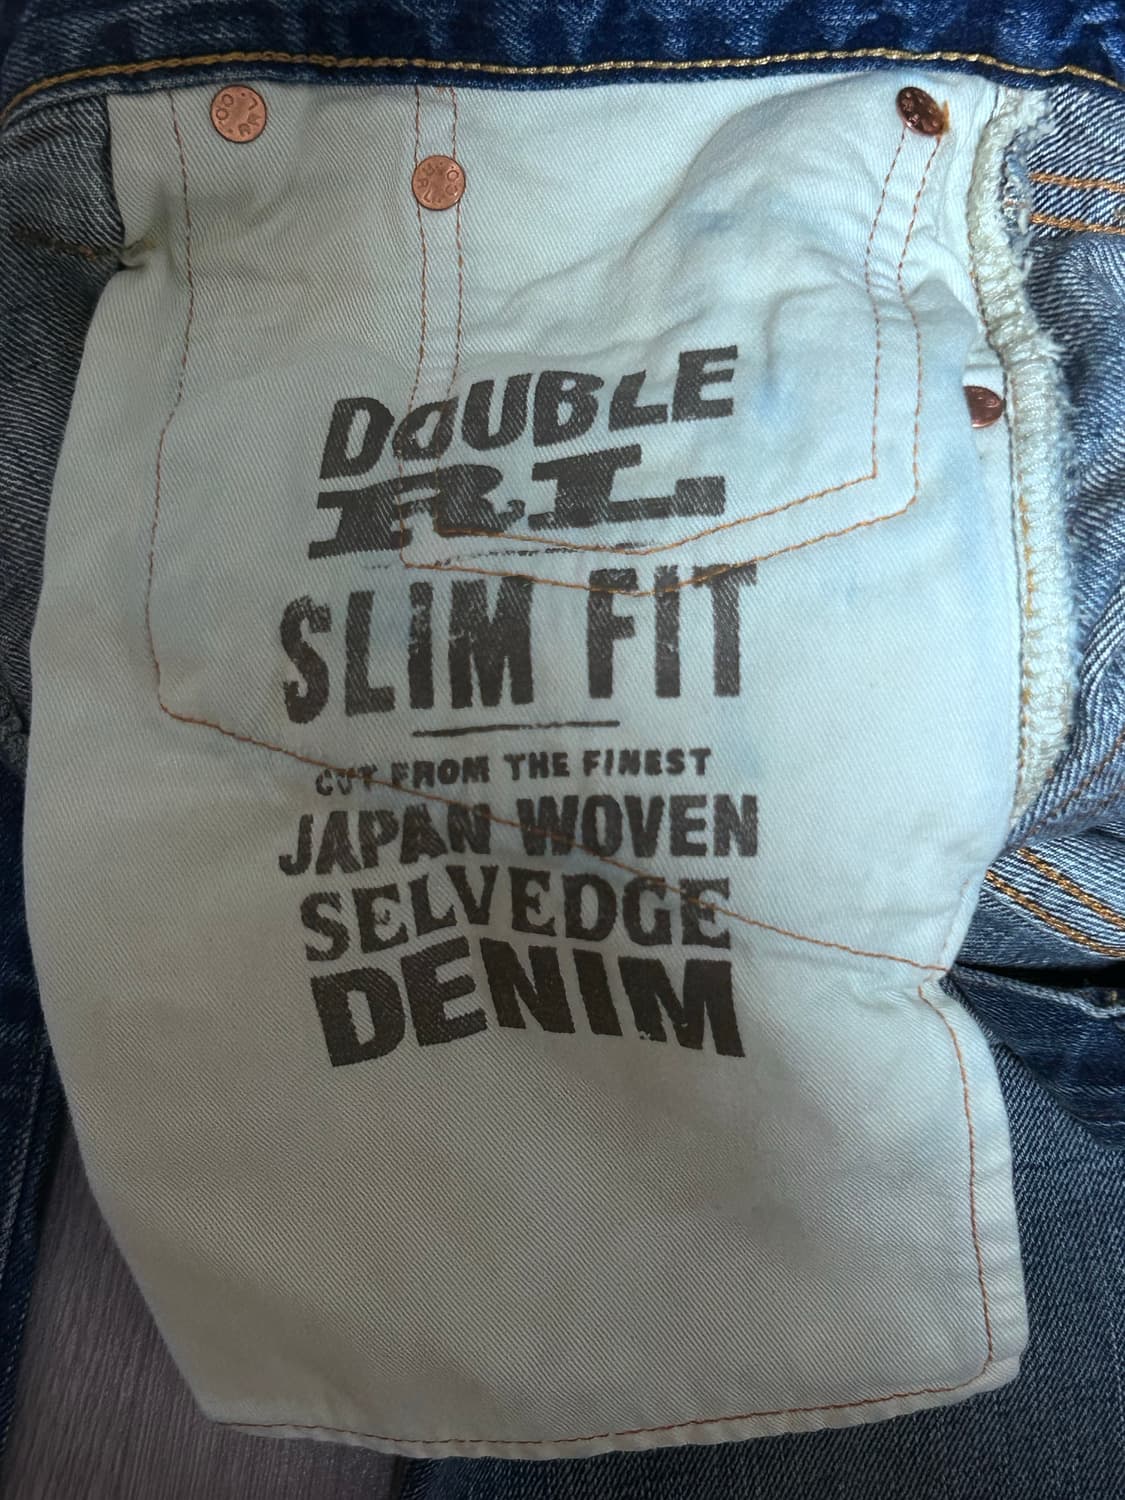 DOUBLE
RL
SLIM FIT
CUT FROM THE FINEST
JAPAN WOVEN
SELVEDGE
DENIM